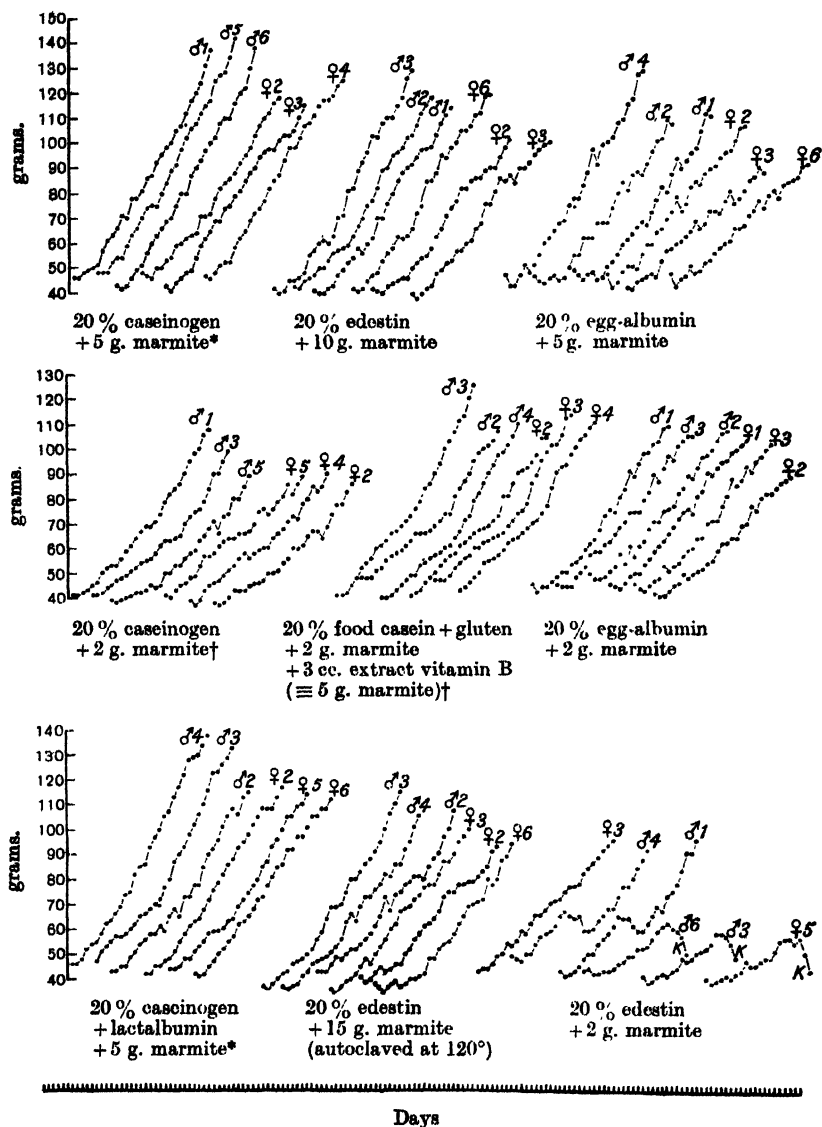 150
140
130
120
110
100
90
80
70
60
50
40
grams.
♂1 ♂5 ♂6 ♀2 ♀3 ♀4
♂3 ♂2 ♂1 ♀6 ♀2 ♀3
♂4 ♂2 ♂1 ♀2 ♀3 ♀6
20 % caseinogen
+ 5 g. marmite*
20 % edestin
+ 10 g. marmite
20 % egg-albumin
+ 5 g. marmite
130
120
110
100
90
80
70
60
50
40
grams.
♂1 ♂3 ♂5 ♀5 ♀4 ♀2
♂3 ♂2 ♂4 ♀2 ♀3 ♀4
♂1 ♂3 ♂2 ♀1 ♀3 ♀2
20 % caseinogen
+ 2 g. marmite†
20 % food casein + gluten
+ 2 g. marmite
+ 3 cc. extract vitamin B
(≡ 5 g. marmite)†
20 % egg-albumin
+ 2 g. marmite
140
130
120
110
100
90
80
70
60
50
40
grams.
♂4 ♂3 ♂2 ♀2 ♀5 ♀6
♂3 ♂4 ♂2 ♀3 ♀2 ♀6
♀3 ♂4 ♂1 ♂6 ♂3 ♀5
K K K
20 % caseinogen
+ lactalbumin
+ 5 g. marmite*
20 % edestin
+ 15 g. marmite
(autoclaved at 120°)
20 % edestin
+ 2 g. marmite
Days